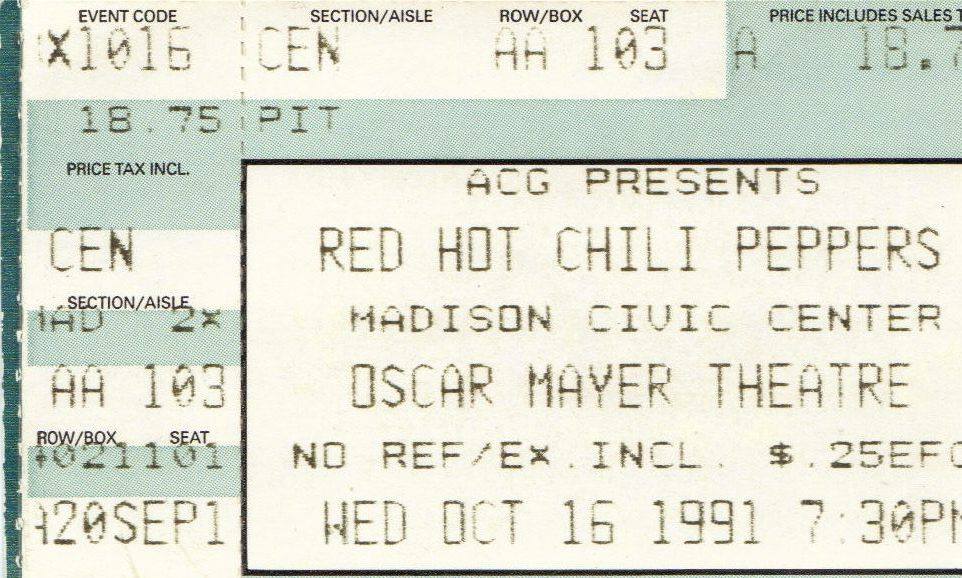 EVENT CODE SECTION/AISLE ROW/BOX SEAT PRICE INCLUDES SALES T
X1016 CEN AA 103 A 18.7
18.75 PIT
PRICE TAX INCL.
ACG PRESENTS
CEN RED HOT CHILI PEPPERS
SECTION/AISLE
MAD 2X MADISON CIVIC CENTER
AA 103 OSCAR MAYER THEATRE
ROW/BOX SEAT
021101 NO REF/EX.INCL. $.25EFC
A20SEP1 WED OCT 16 1991 7:30PM